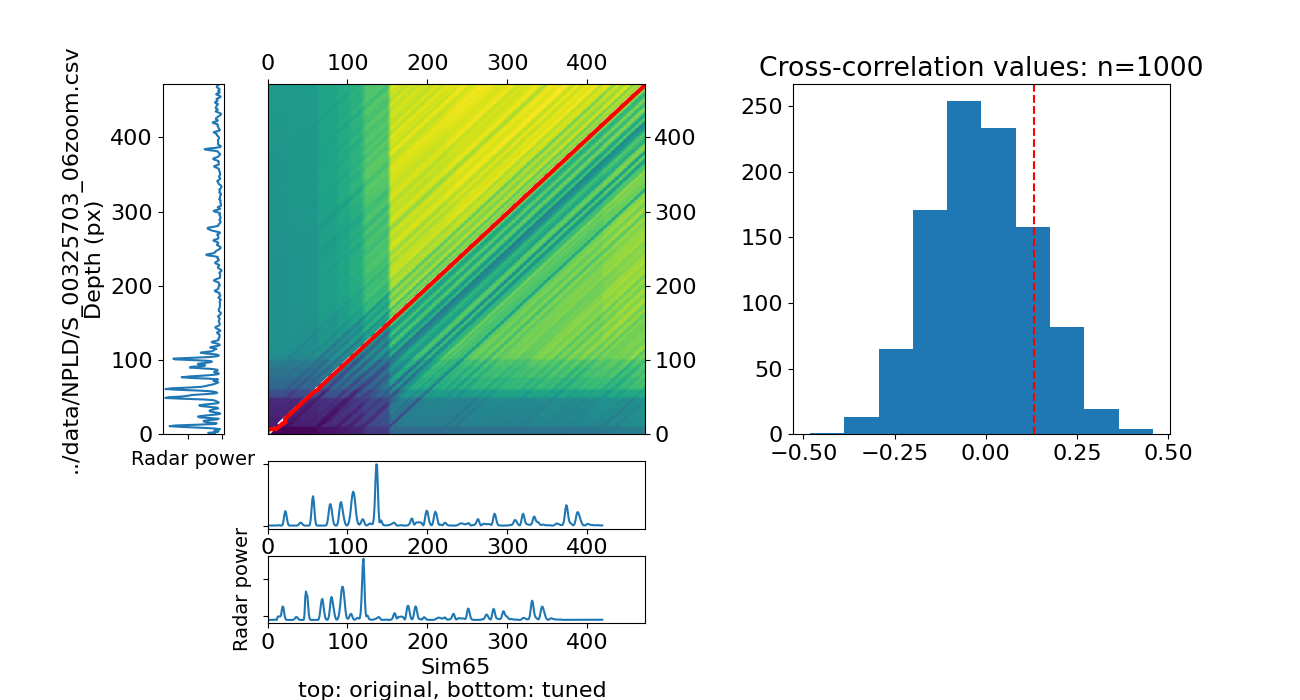 ../data/NPLD/S_00325703_06zoom.csv
Depth (px)
0 100 200 300 400
400
300
200
100
0
400
300
200
100
0
Radar power
0 100 200 300 400
Radar power
0 100 200 300 400
Sim65
top: original, bottom: tuned
Cross-correlation values: n=1000
250
200
150
100
50
0
−0.50 −0.25 0.00 0.25 0.50